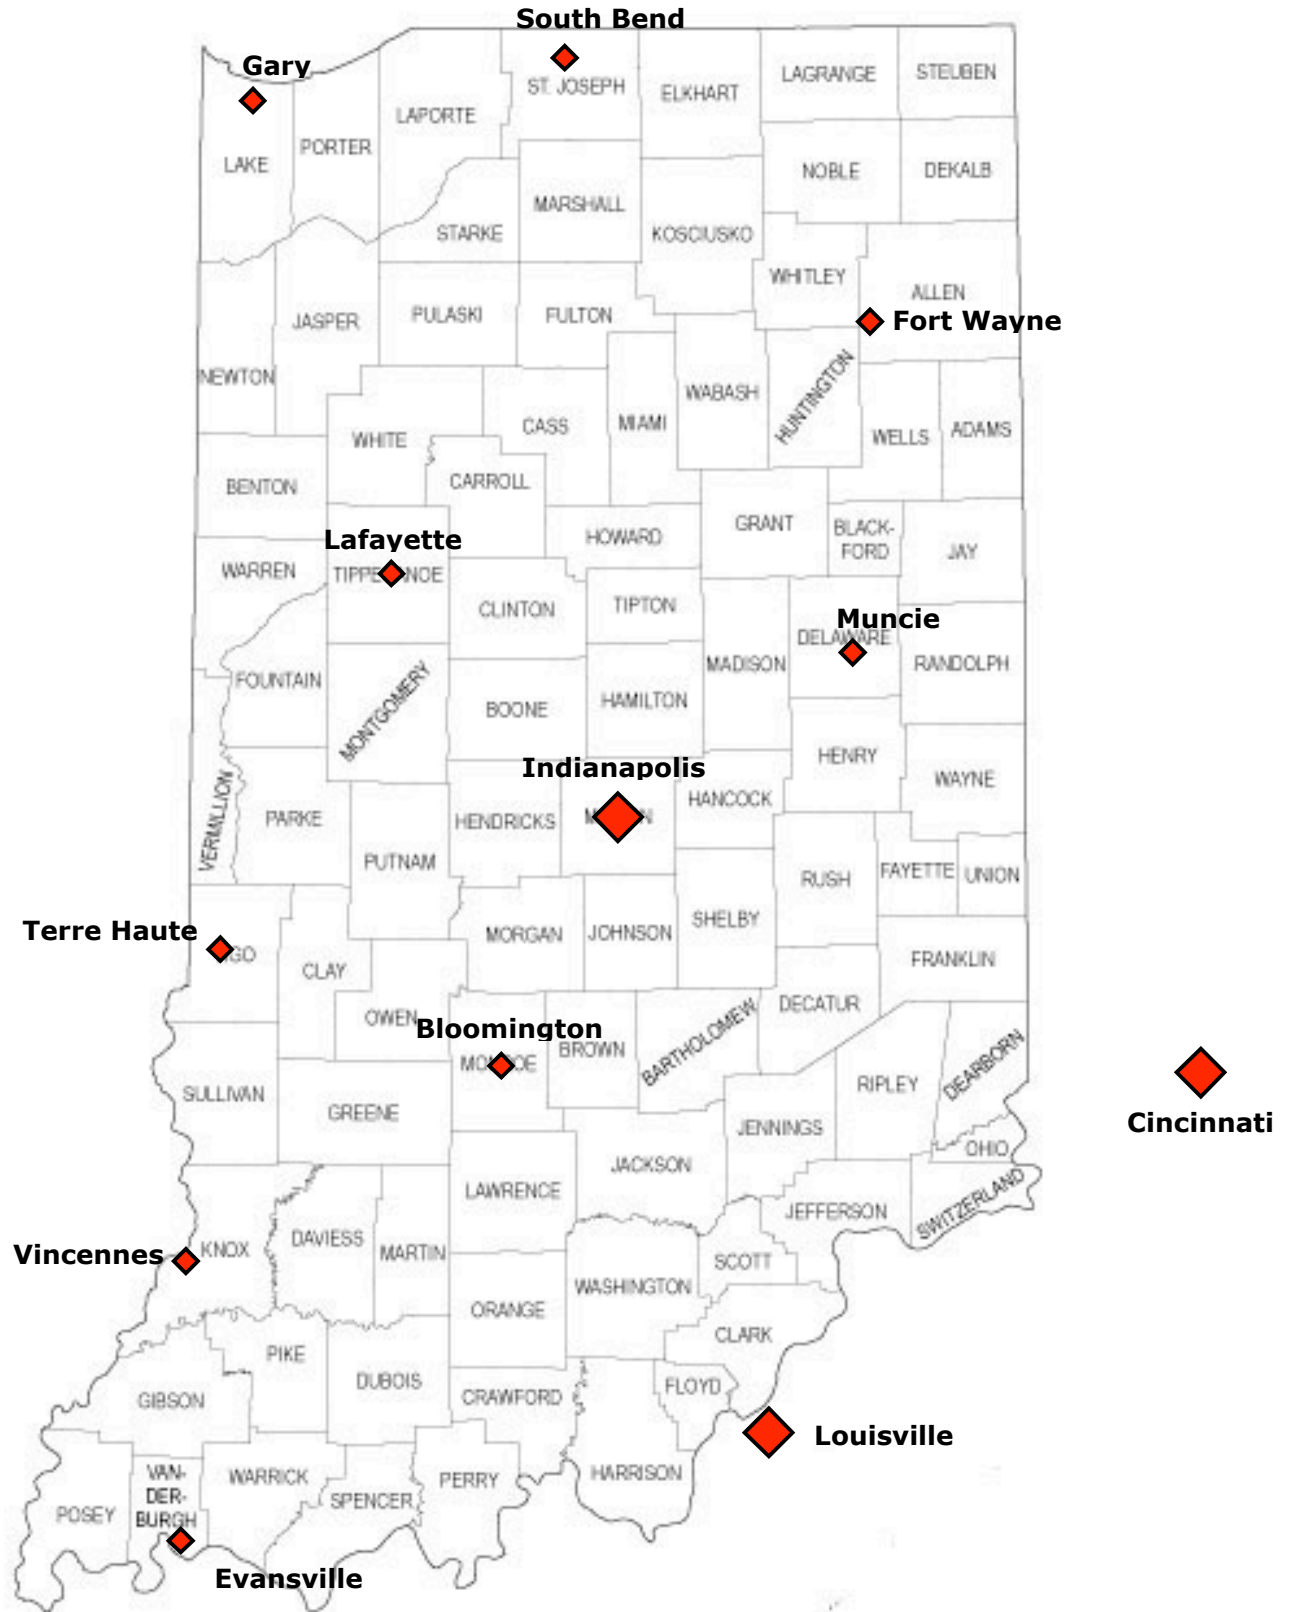 South Bend
Gary
ST. JOSEPH
LAGRANGE
STEUBEN
ELKHART
LAPORTE
PORTER
LAKE
NOBLE
DEKALB
MARSHALL
STARKE
KOSCIUSKO
WHITLEY
ALLEN
JASPER
PULASKI
FULTON
Fort Wayne
NEWTON
WABASH
HUNTINGTON
WHITE
CASS
MIAMI
WELLS
ADAMS
BENTON
CARROLL
GRANT
BLACK-
FORD
HOWARD
JAY
Lafayette
WARREN
TIPPE NOE
CLINTON
TIPTON
Muncie
DELAWARE
MADISON
RANDOLPH
FOUNTAIN
MONTGOMERY
BOONE
HAMILTON
HENRY
Indianapolis
WAYNE
VERMILLION
PARKE
HENDRICKS
M N
HANCOCK
PUTNAM
RUSH
FAYETTE
UNION
Terre Haute
GO
CLAY
MORGAN
JOHNSON
SHELBY
FRANKLIN
OWEN
DECATUR
Bloomington
MON OE
BROWN
BARTHOLOMEW
DEARBORN
RIPLEY
SULLIVAN
GREENE
JENNINGS
Cincinnati
OHIO
JACKSON
LAWRENCE
JEFFERSON
SWITZERLAND
Vincennes
KNOX
DAVIESS
MARTIN
SCOTT
WASHINGTON
ORANGE
CLARK
PIKE
DUBOIS
GIBSON
CRAWFORD
FLOYD
Louisville
VAN-
DER-
BURGH
WARRICK
PERRY
HARRISON
POSEY
SPENCER
Evansville